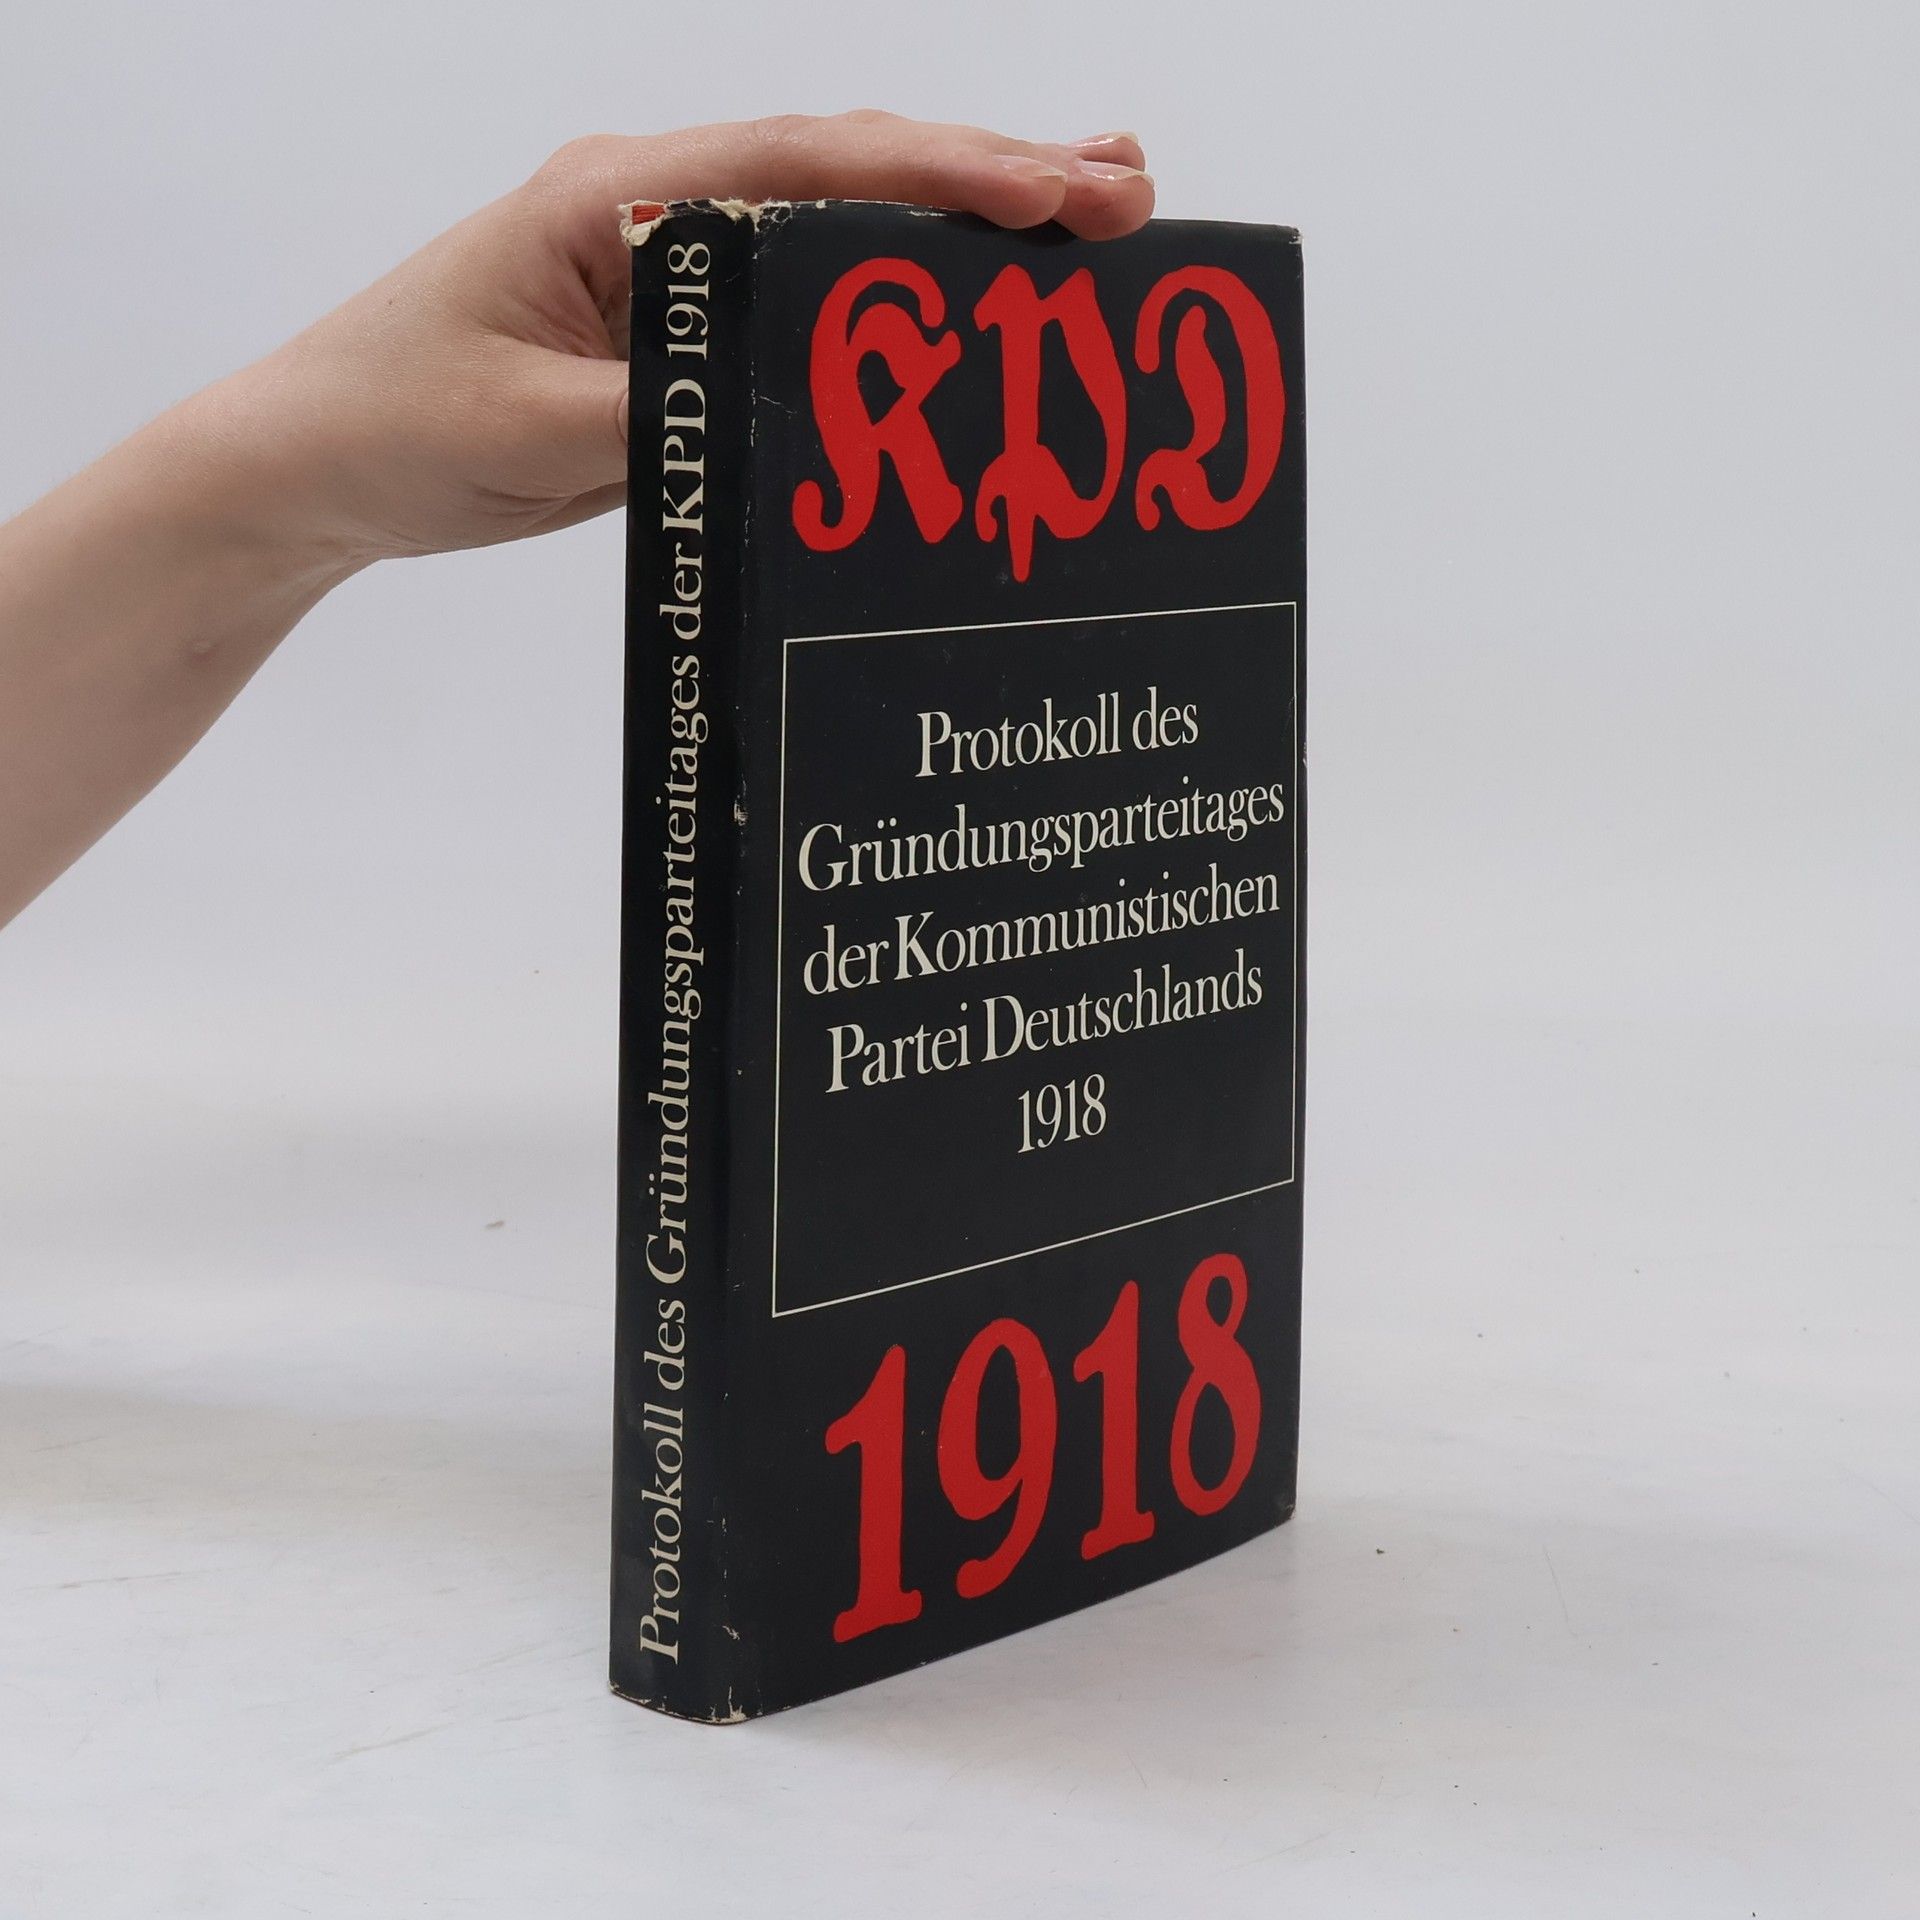 Protokoll des Gründungsparteitages der KPD 1918
KPD
Protokoll des
Gründungsparteitages
der Kommunistischen
Partei Deutschlands
1918
1918